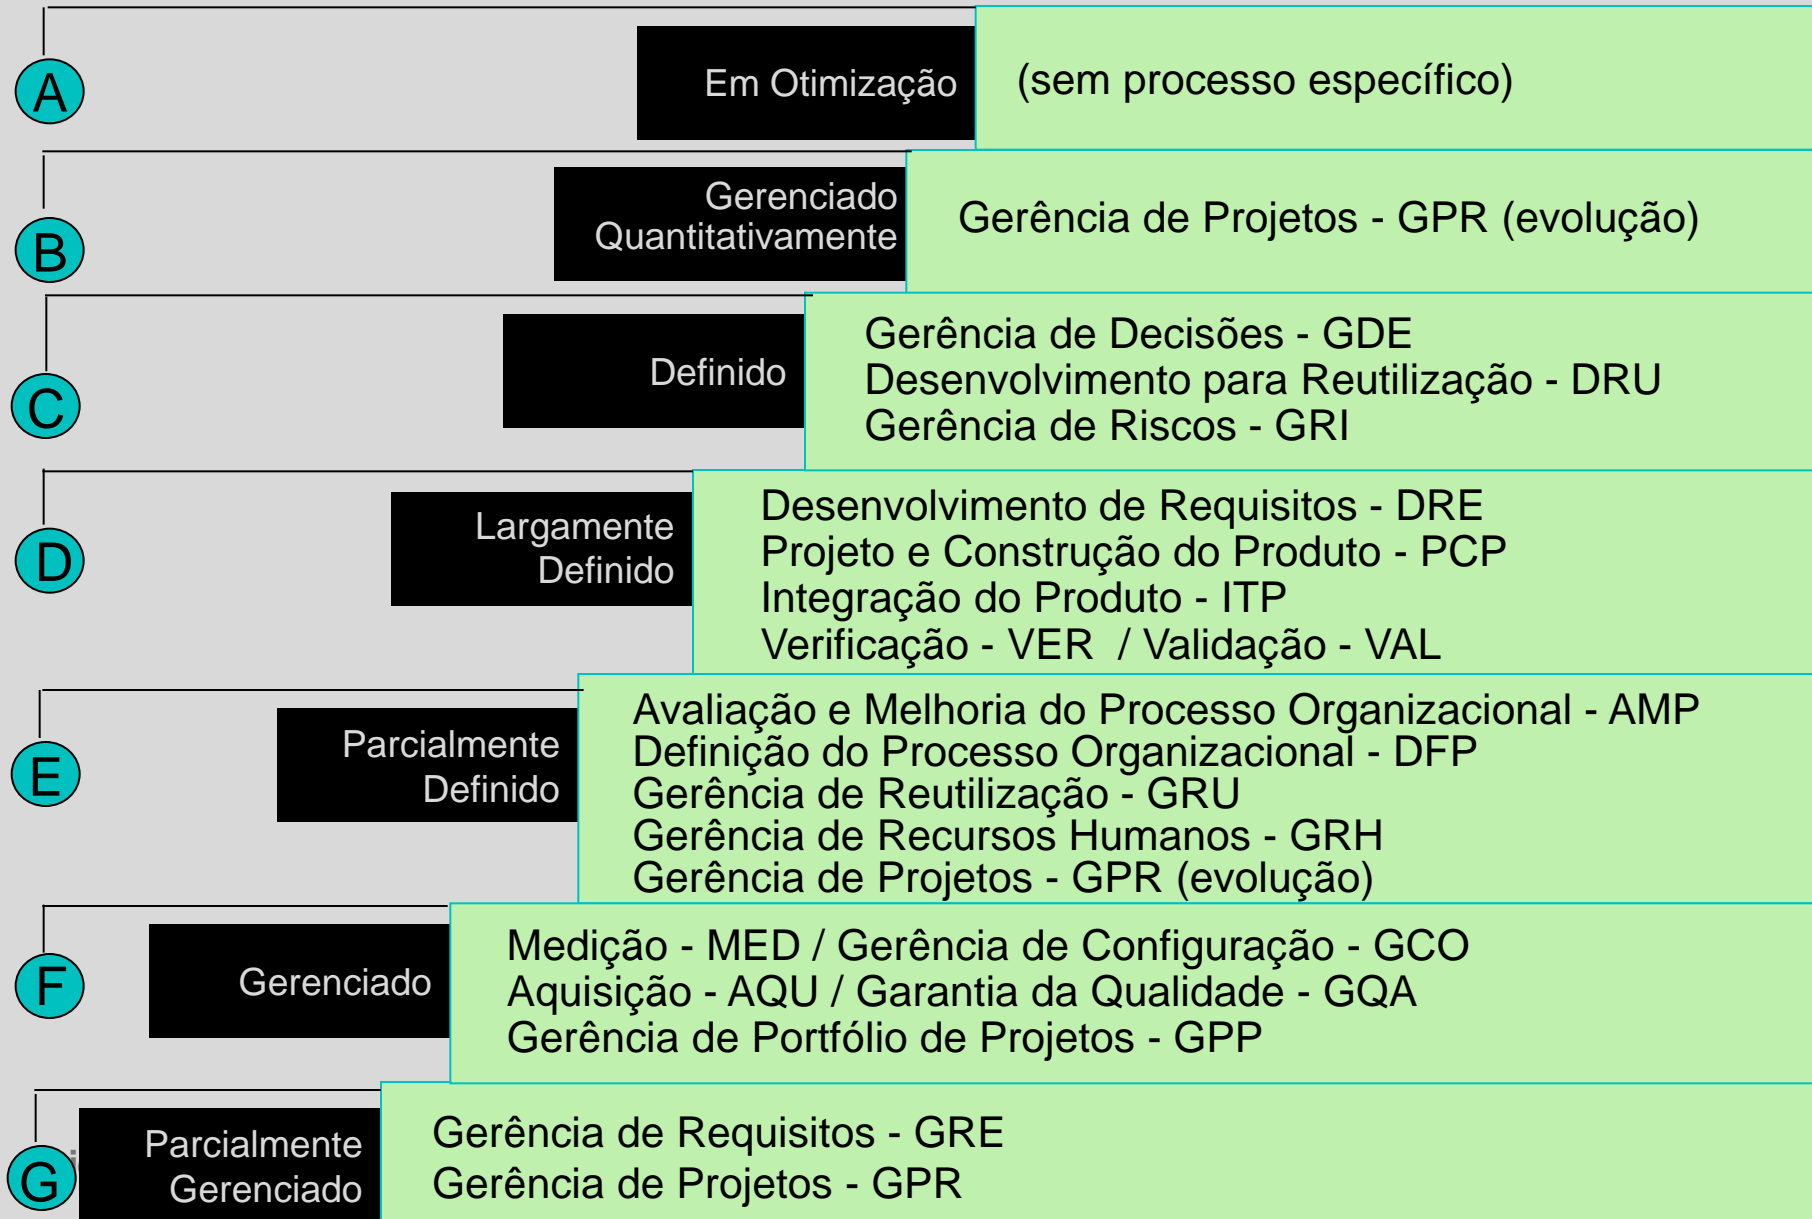 A
Em Otimização
(sem processo específico)
B
Gerenciado
Quantitativamente
Gerência de Projetos - GPR (evolução)
C
Definido
Gerência de Decisões - GDE
Desenvolvimento para Reutilização - DRU
Gerência de Riscos - GRI
D
Largamente
Definido
Desenvolvimento de Requisitos - DRE
Projeto e Construção do Produto - PCP
Integração do Produto - ITP
Verificação - VER / Validação - VAL
E
Parcialmente
Definido
Avaliação e Melhoria do Processo Organizacional - AMP
Definição do Processo Organizacional - DFP
Gerência de Reutilização - GRU
Gerência de Recursos Humanos - GRH
Gerência de Projetos - GPR (evolução)
F
Gerenciado
Medição - MED / Gerência de Configuração - GCO
Aquisição - AQU / Garantia da Qualidade - GQA
Gerência de Portfólio de Projetos - GPP
G
Parcialmente
Gerenciado
Gerência de Requisitos - GRE
Gerência de Projetos - GPR